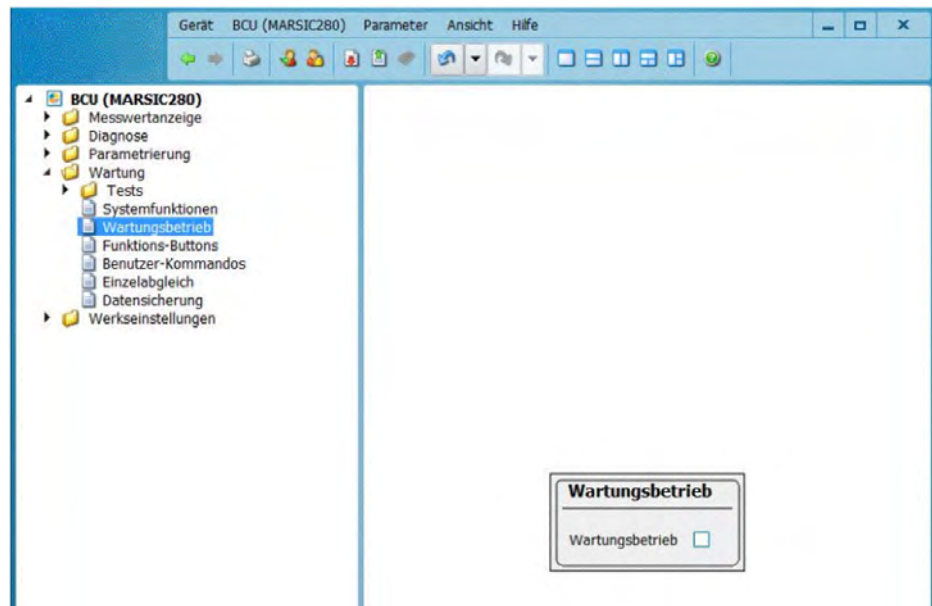 Gerät BCU (MARSIC280) Parameter Ansicht Hilfe
BCU (MARSIC280)
Messwertanzeige
Diagnose
Parametrierung
Wartung
Tests
Systemfunktionen
Wartungsbetrieb
Funktions-Buttons
Benutzer-Kommandos
Einzelabgleich
Datensicherung
Werkseinstellungen
Wartungsbetrieb
Wartungsbetrieb